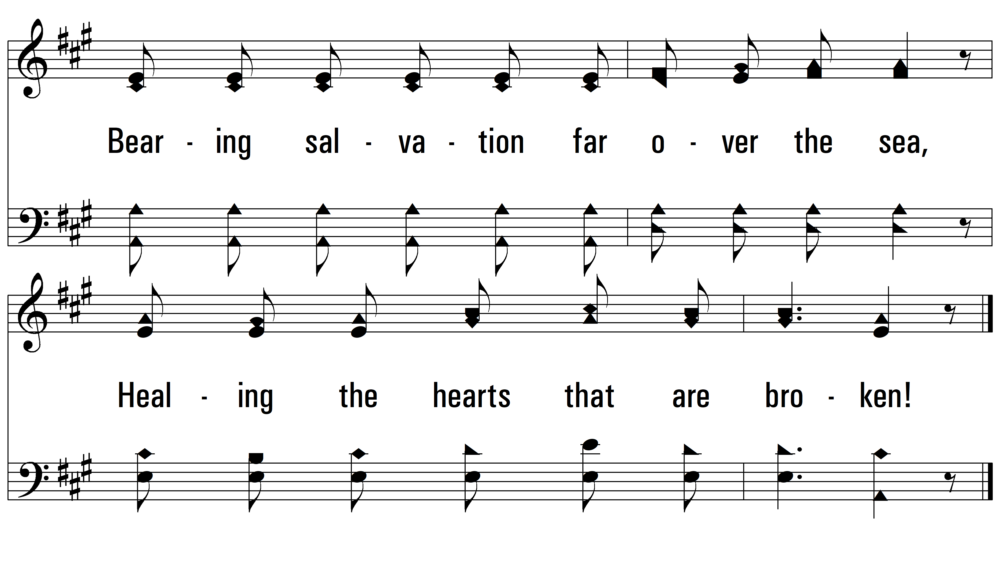 Bear - ing sal - va - tion far o - ver the sea,
Heal - ing the hearts that are bro - ken!